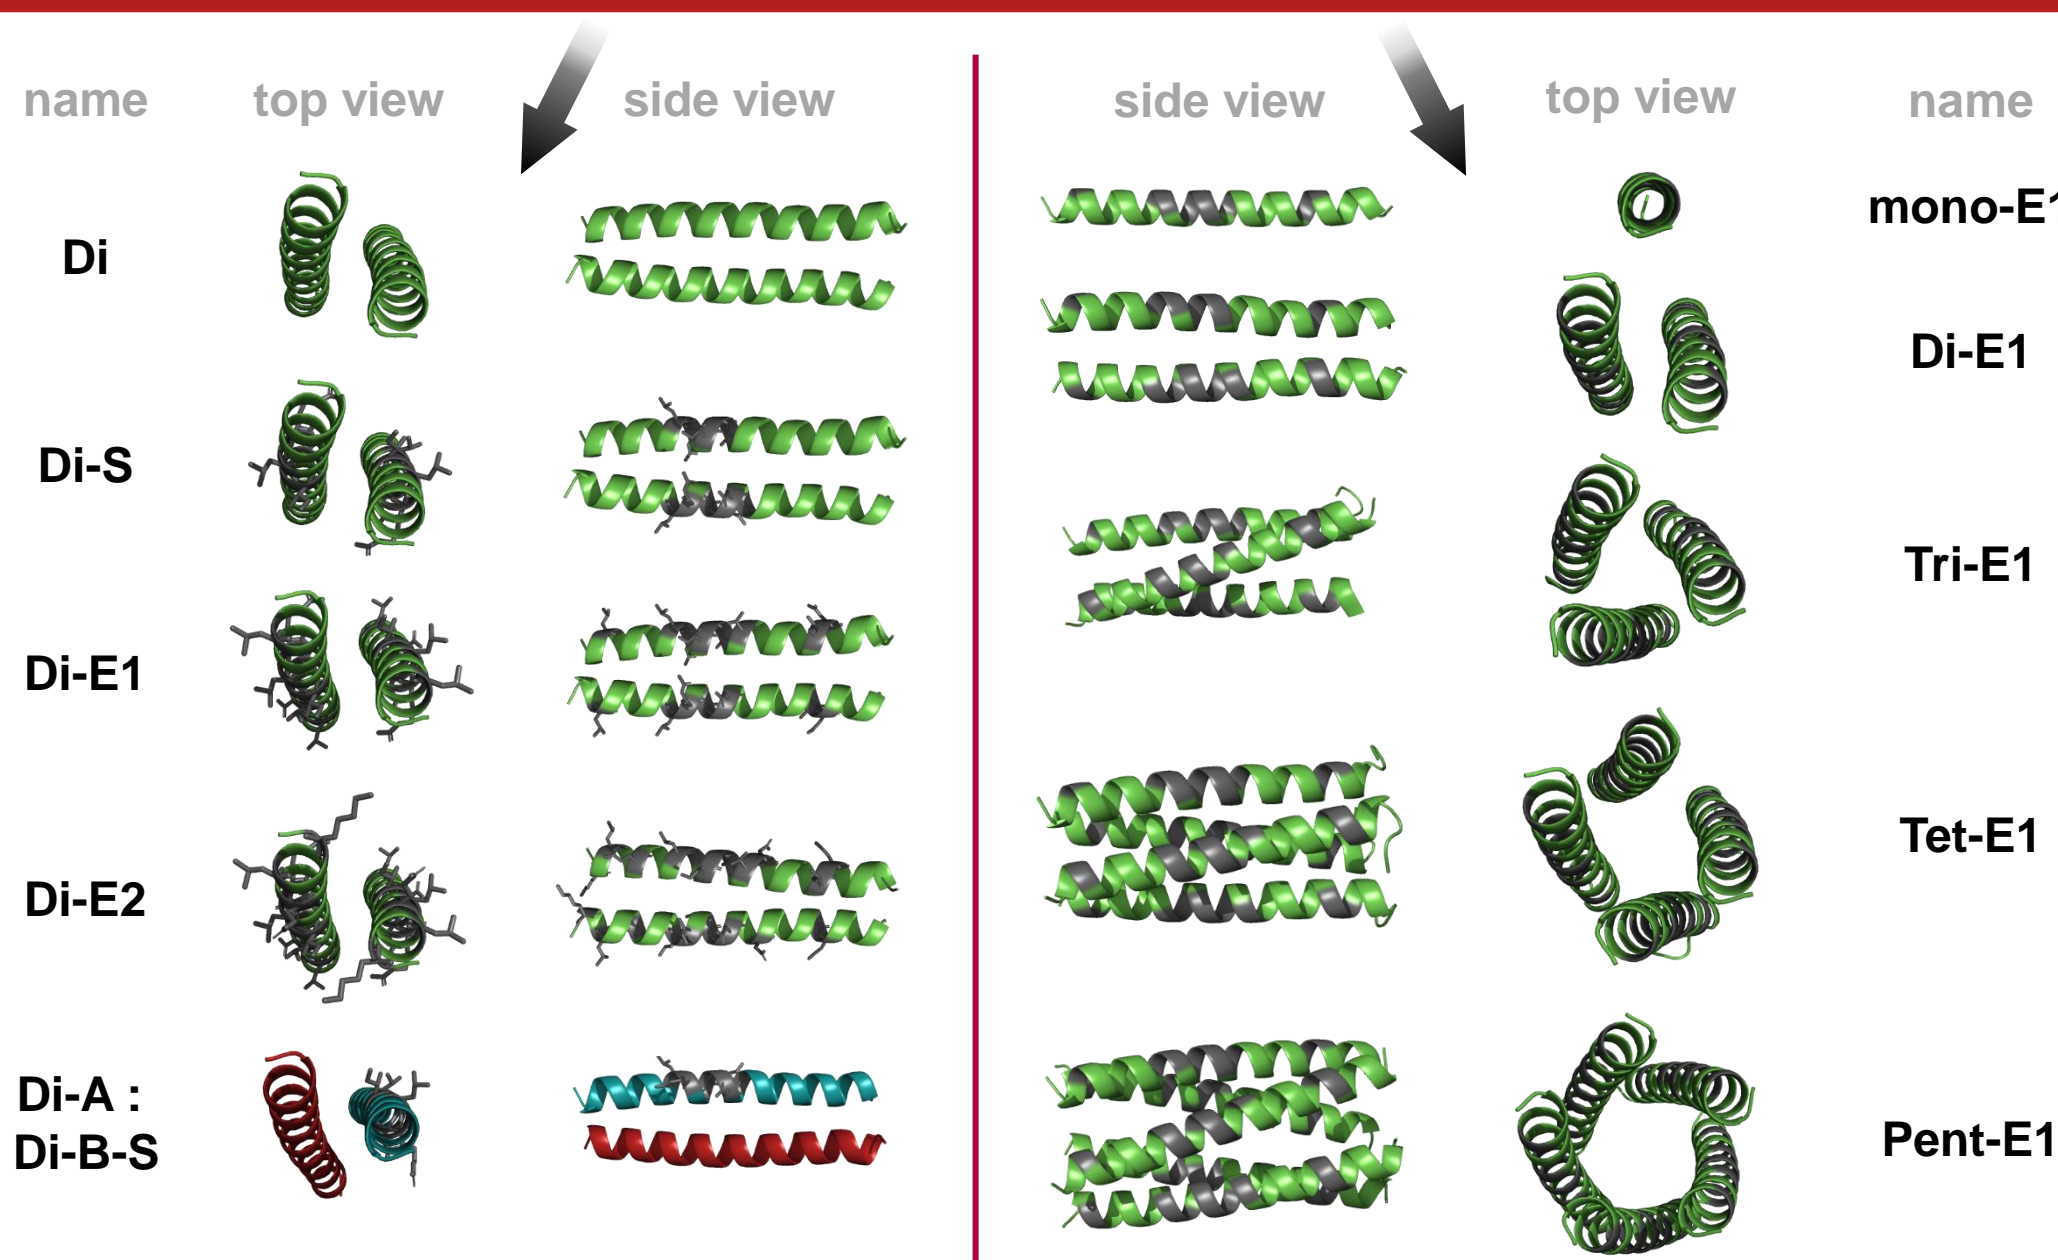 name top view side view
Di
Di-S
Di-E1
Di-E2
Di-A :
Di-B-S
side view top view name
mono-E1
Di-E1
Tri-E1
Tet-E1
Pent-E1